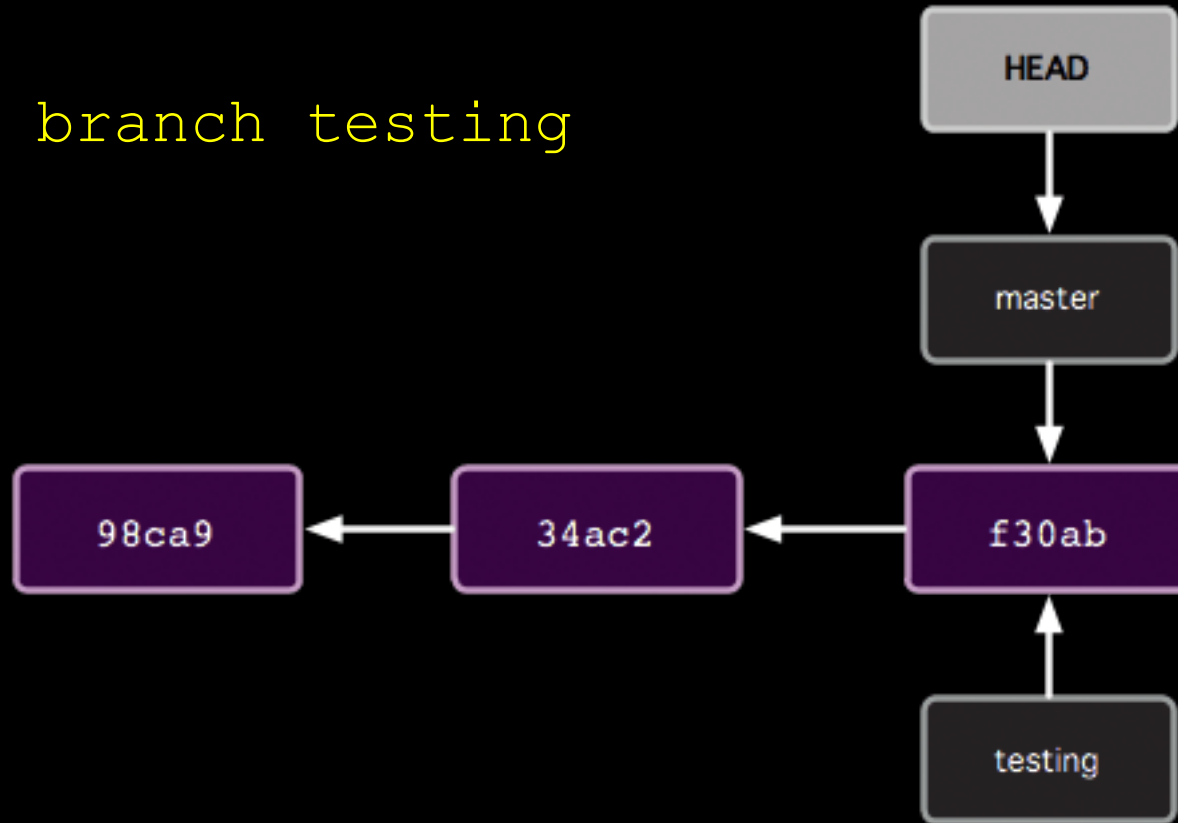 HEAD
branch testing
master
98ca9
34ac2
f30ab
testing